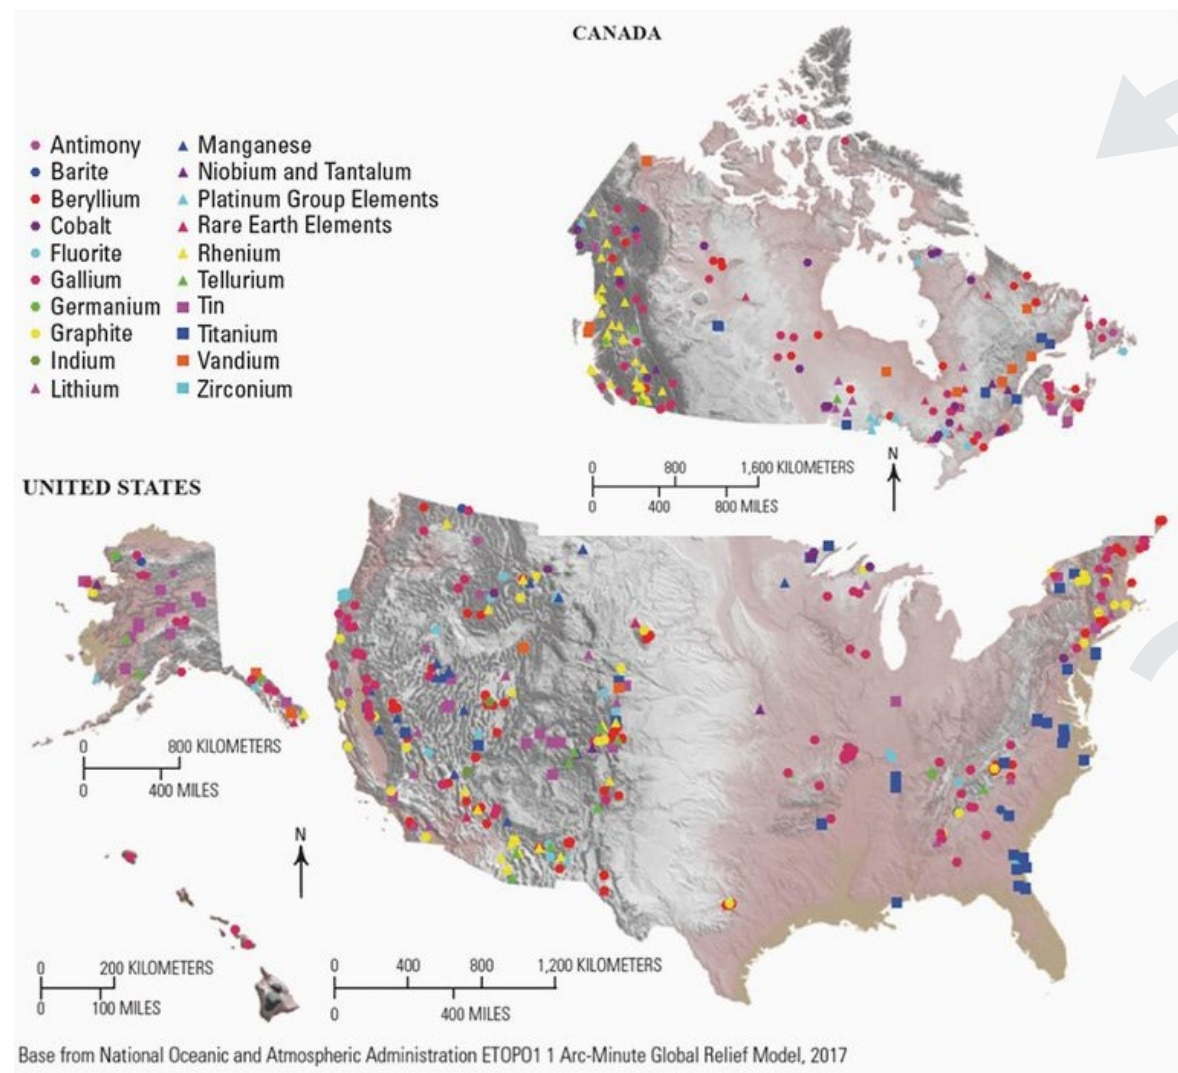 CANADA
Antimony
Barite
Beryllium
Cobalt
Fluorite
Gallium
Germanium
Graphite
Indium
Lithium
Manganese
Niobium and Tantalum
Platinum Group Elements
Rare Earth Elements
Rhenium
Tellurium
Tin
Titanium
Vandium
Zirconium
0 800 1,600 KILOMETERS
0 400 800 MILES
N
UNITED STATES
0 800 KILOMETERS
0 400 MILES
N
0 200 KILOMETERS
0 100 MILES
0 400 800 1,200 KILOMETERS
0 400 MILES
Base from National Oceanic and Atmospheric Administration ETOPO1 1 Arc-Minute Global Relief Model, 2017